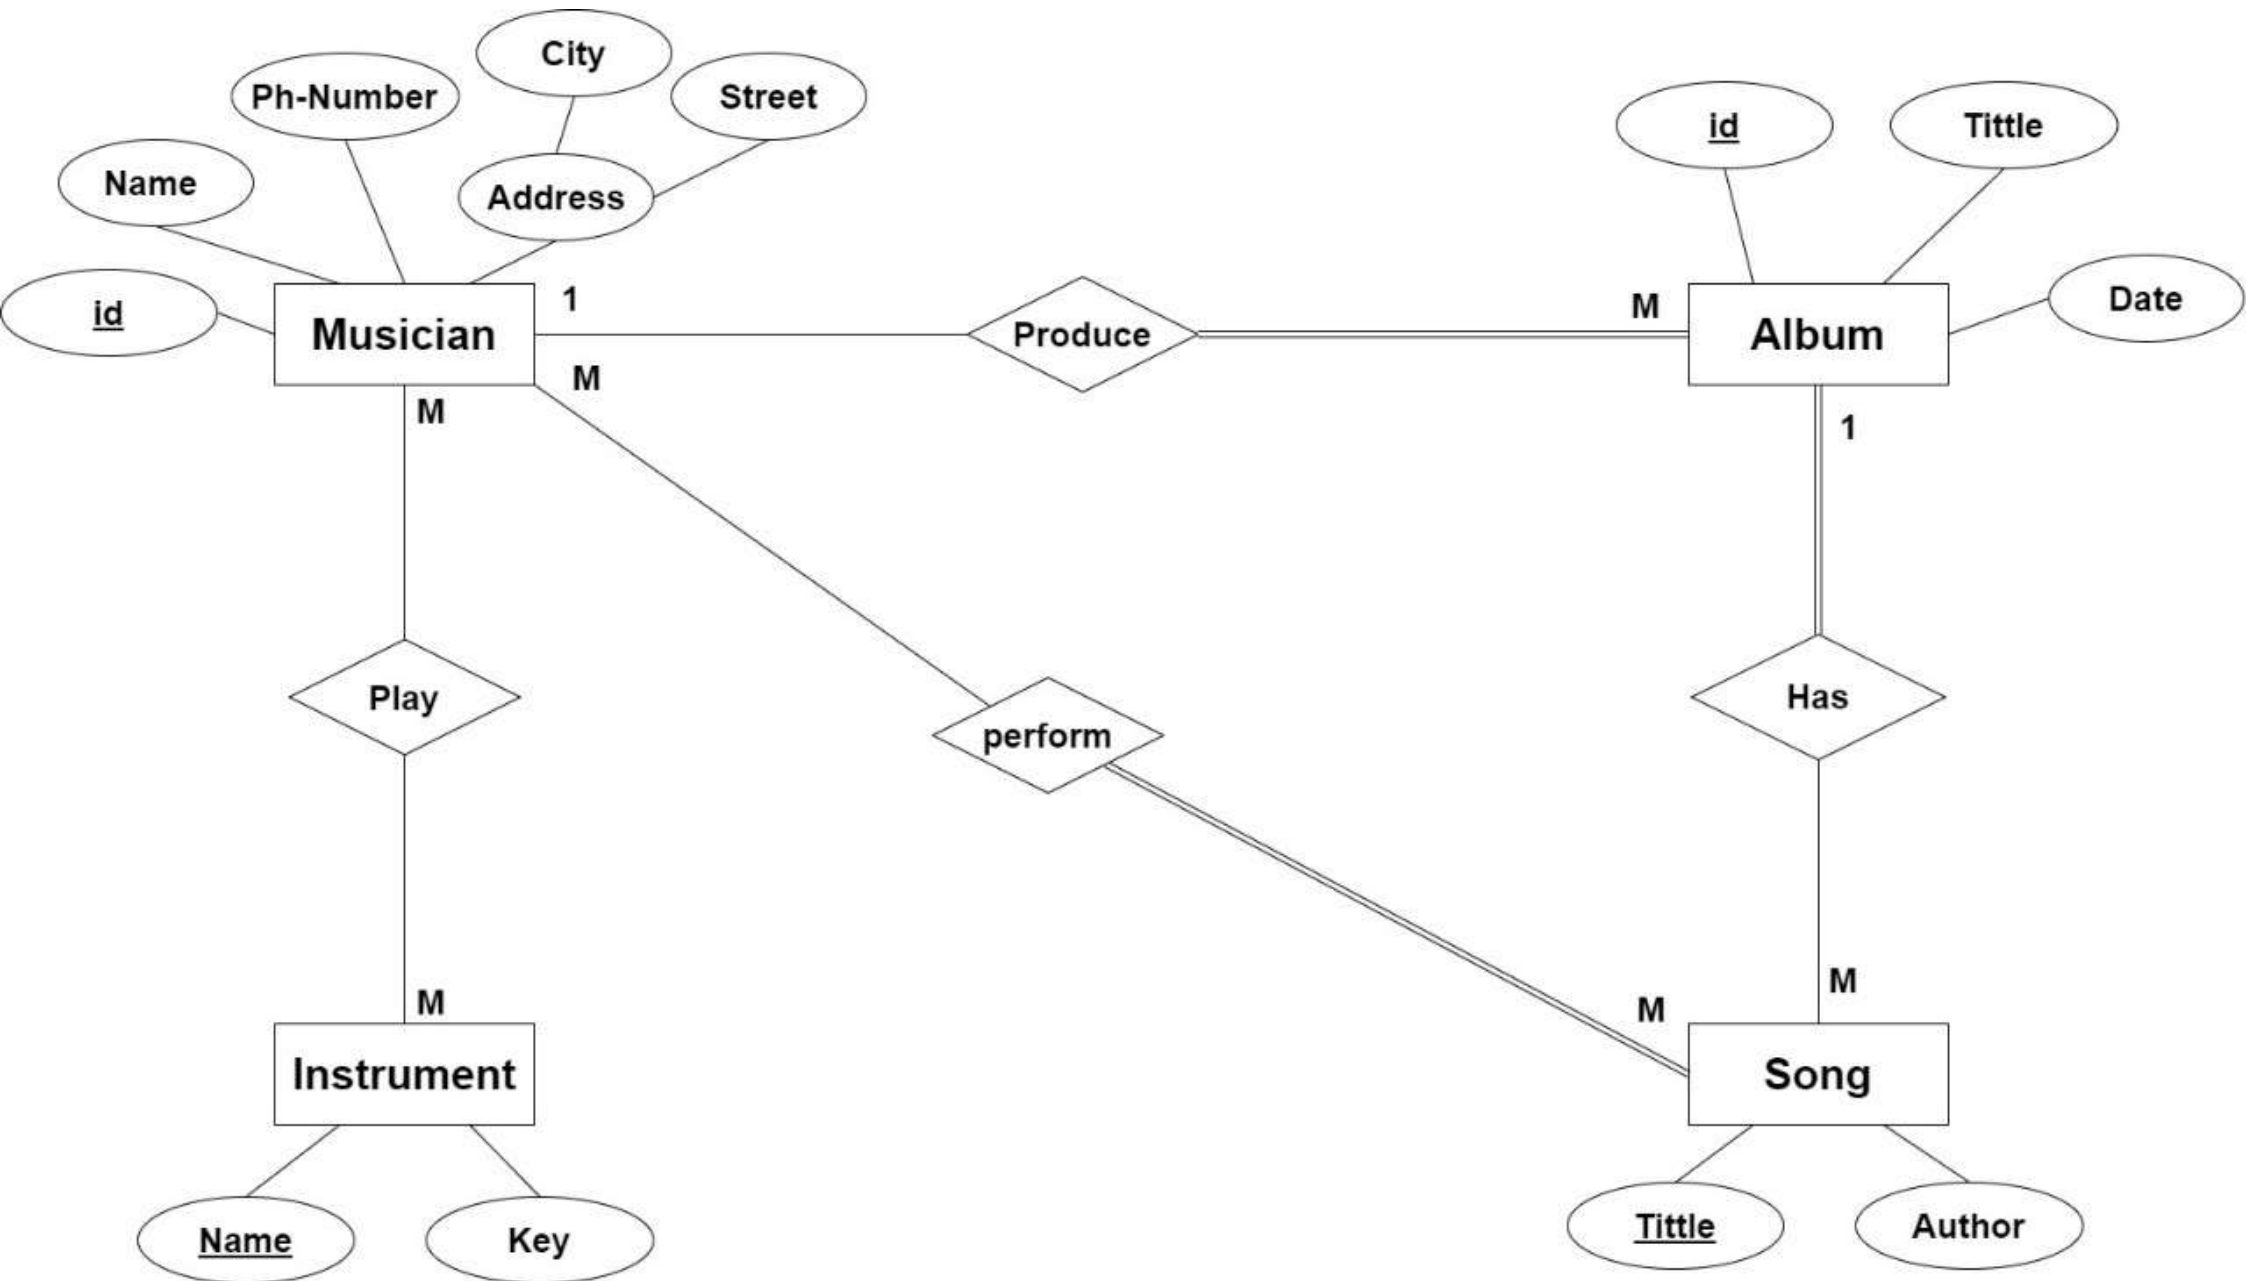 City
Ph-Number
Street
id
Tittle
Name
Address
Date
id
1
M
Musician
Produce
Album
M
M
1
Play
Has
perform
M
M
M
Instrument
Song
Name
Key
Tittle
Author